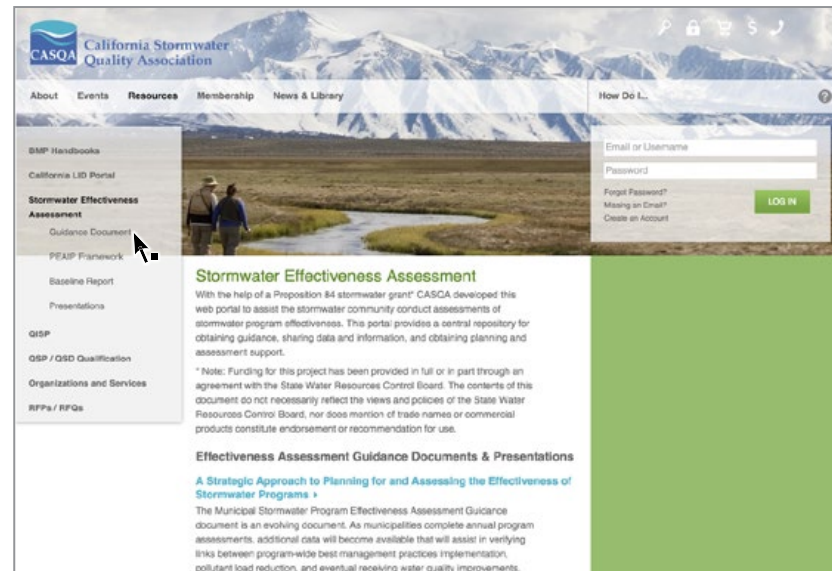 CASQA
California Stormwater
Quality Association
$
About Events Resources Membership News & Library How Do I... ?
BMP Handbooks
California LID Portal
Stormwater Effectiveness
Assessment
Guidance Document
PEAIP Framework
Baseline Report
Presentations
QISP
QSP / QSD Qualification
Organizations and Services
RFPs / RFQs
Email or Username
Password
Forgot Password?
Missing an Email?
Create an Account
LOG IN
Stormwater Effectiveness Assessment
With the help of a Proposition 84 stormwater grant* CASQA developed this
web portal to assist the stormwater community conduct assessments of
stormwater program effectiveness. This portal provides a central repository for
obtaining guidance, sharing data and information, and obtaining planning and
assessment support.
* Note: Funding for this project has been provided in full or in part through an
agreement with the State Water Resources Control Board. The contents of this
document do not necessarily reflect the views and policies of the State Water
Resources Control Board, nor does mention of trade names or commercial
products constitute endorsement or recommendation for use.
Effectiveness Assessment Guidance Documents & Presentations
A Strategic Approach to Planning for and Assessing the Effectiveness of
Stormwater Programs ›
The Municipal Stormwater Program Effectiveness Assessment Guidance
document is an evolving document. As municipalities complete annual program
assessments, additional data will become available that will assist in verifying
links between program-wide best management practices implementation,
pollutant load reduction, and eventual receiving water quality improvements.